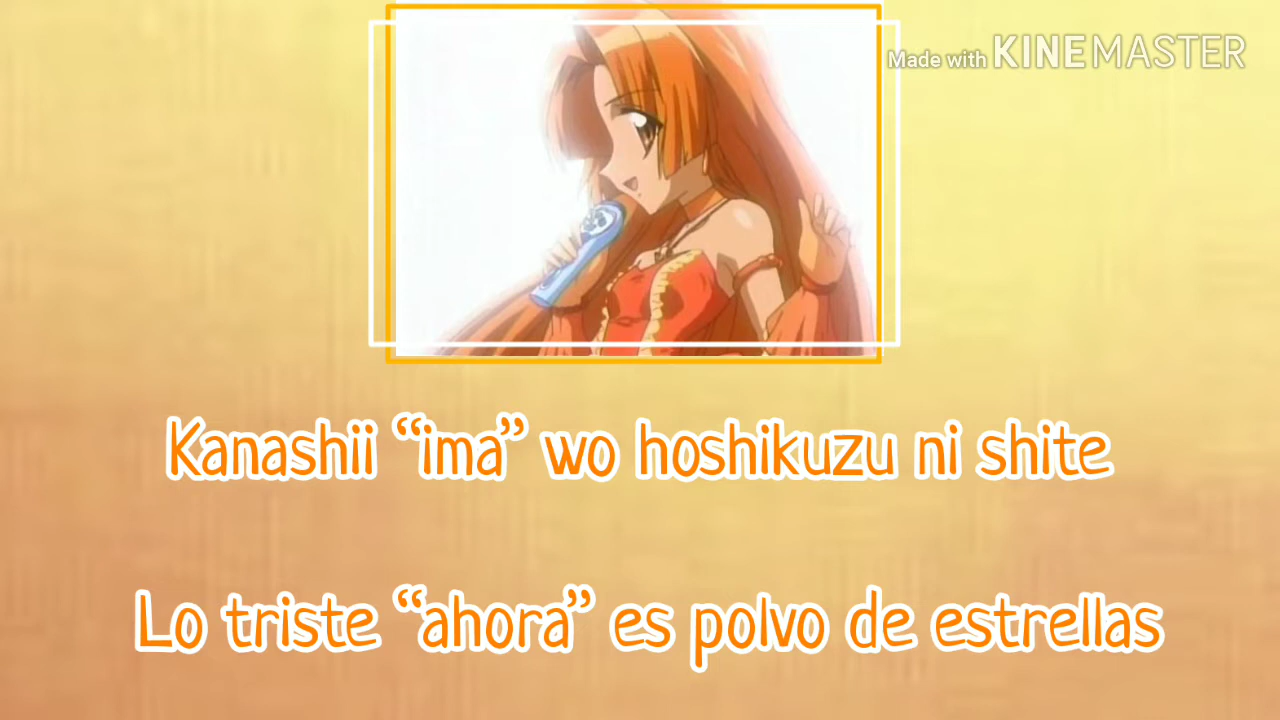 Made with KINEMASTER
Kanashii “ima” wo hoshikuzu ni shite
Lo triste “ahora” es polvo de estrellas